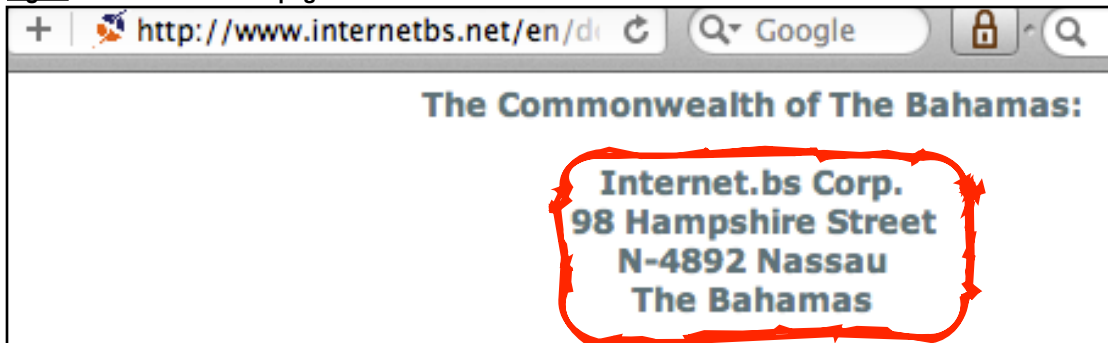 http://www.internetbs.net/en/d
Google
The Commonwealth of The Bahamas:
Internet.bs Corp.
98 Hampshire Street
N-4892 Nassau
The Bahamas